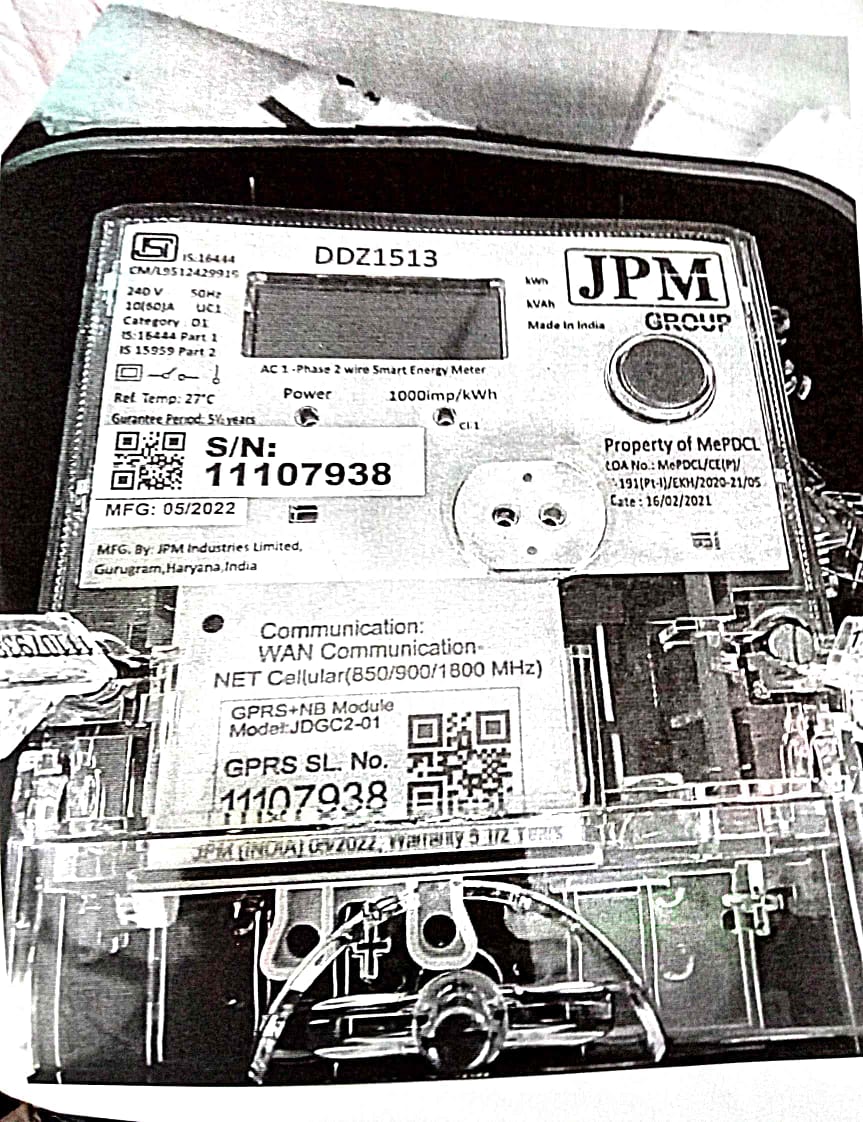 IS:16444
CM/L9512429919
DDZ1513
240 V 50Hz
10(60)A UC1
Category : D1
IS:16444 Part 1
IS 15959 Part 2
kWh
kVAh
Made In India
JPM
GROUP
AC 1 -Phase 2 wire Smart Energy Meter
Ref. Temp: 27°C
Power
1000imp/kWh
Gurantee Period: 5½ years
Cl-1
S/N:
11107938
Property of MePDCL
LOA No.: MePDCL/CE(P)/
-191(Pt-I)/EKH/2020-21/05
Date : 16/02/2021
MFG: 05/2022
MFG. By: JPM Industries Limited,
Gurugram,Haryana,India
Communication:
WAN Communication-
NET Cellular(850/900/1800 MHz)
GPRS+NB Module
Model:JDGC2-01
GPRS SL. No.
11107938
JPM (INDIA) 05/2022, Warranty 5 1/2 Years